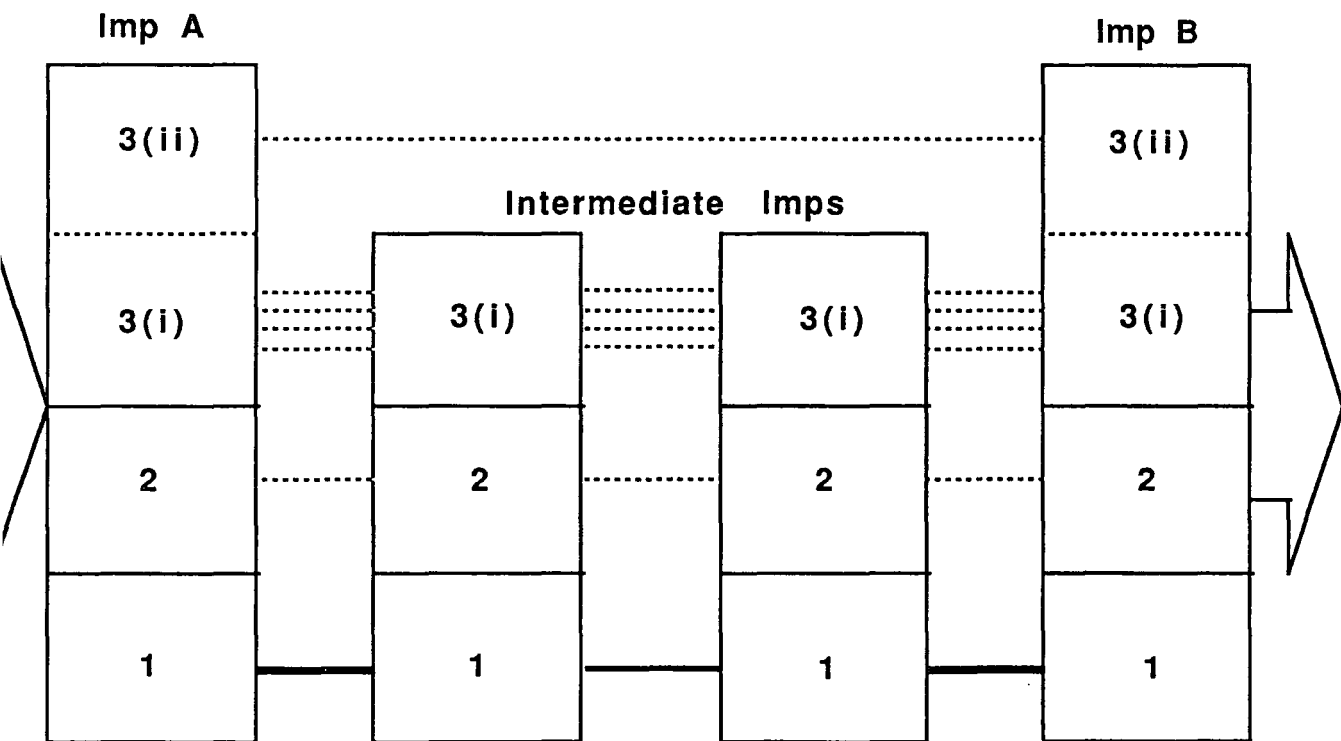 Imp A
Imp B
3(ii)
3(ii)
Intermediate Imps
3(i)
3(i)
3(i)
3(i)
2
2
2
2
1
1
1
1